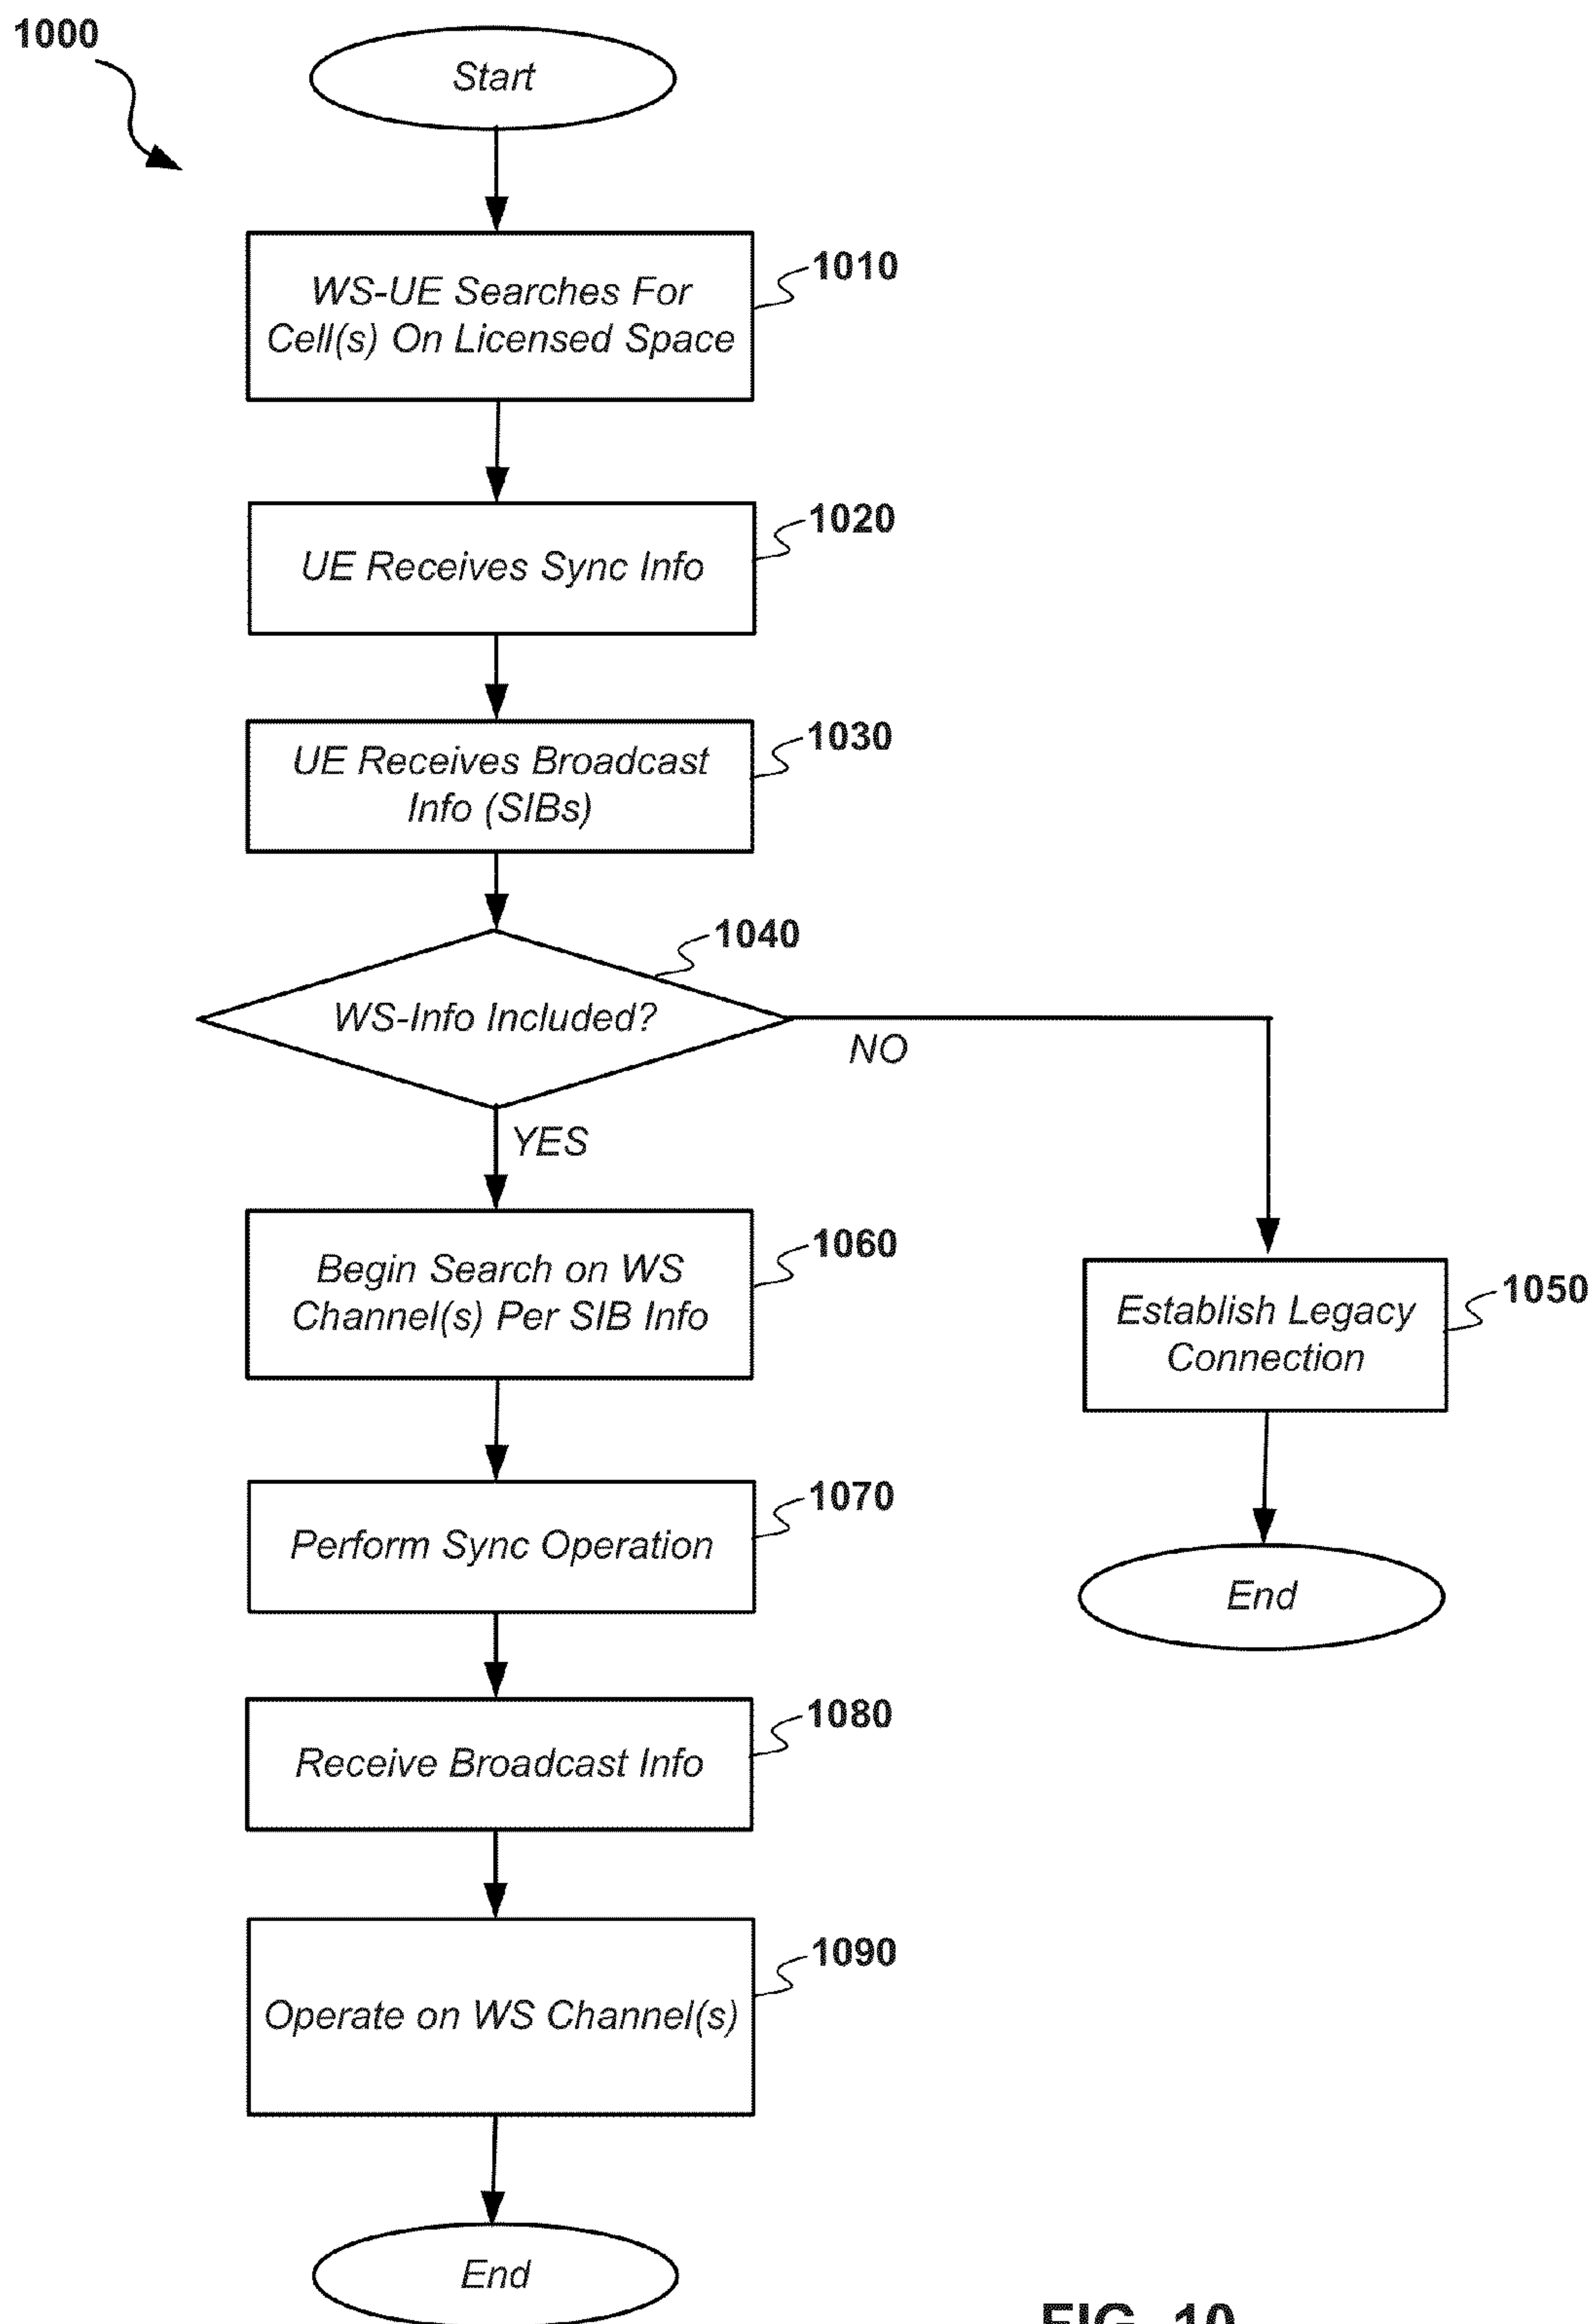 1000
Start
WS-UE Searches For
Cell(s) On Licensed Space
1010
UE Receives Sync Info
1020
UE Receives Broadcast
Info (SIBs)
1030
WS-Info Included?
1040
NO
YES
Begin Search on WS
Channel(s) Per SIB Info
1060
Establish Legacy
Connection
1050
Perform Sync Operation
1070
End
Receive Broadcast Info
1080
Operate on WS Channel(s)
1090
End
FIG. 10